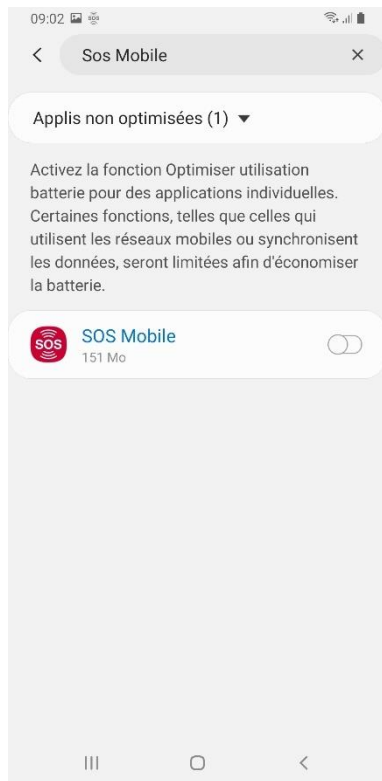 09:02
Sos Mobile
Applis non optimisées (1)
Activez la fonction Optimiser utilisation
batterie pour des applications individuelles.
Certaines fonctions, telles que celles qui
utilisent les réseaux mobiles ou synchronisent
les données, seront limitées afin d'économiser
la batterie.
SOS
SOS Mobile
151 Mo